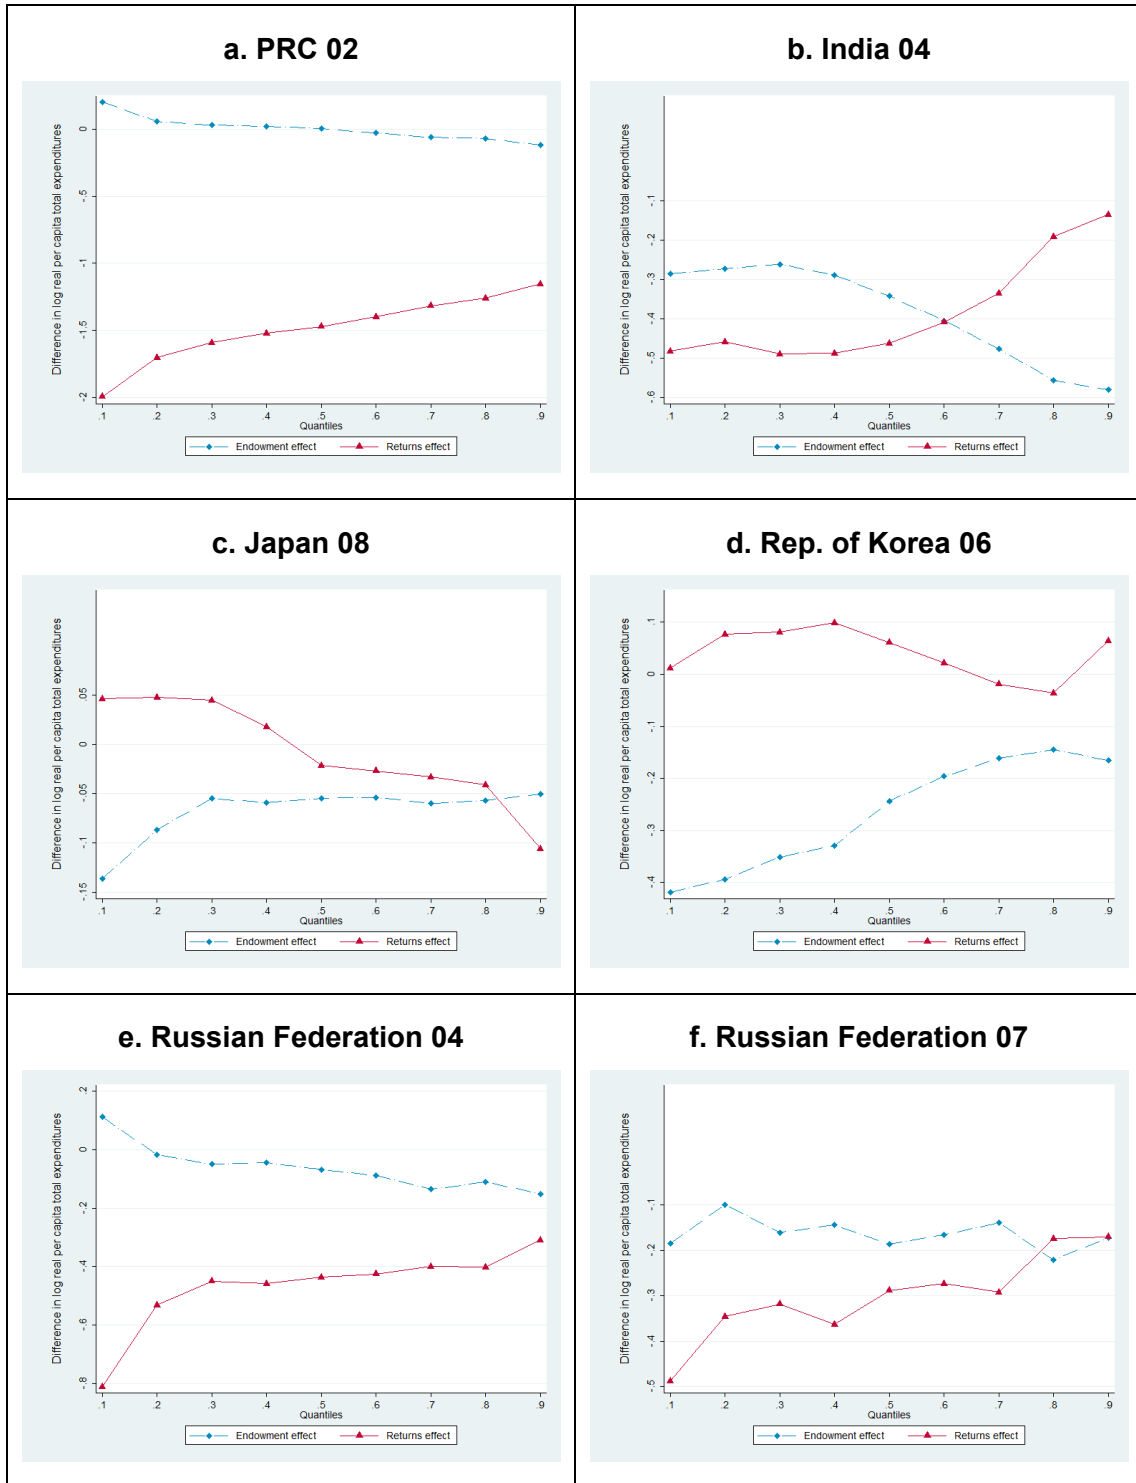 a. PRC 02
Difference in log real per capita total expenditures
0
-.5
-1
-1.5
-2
.1 .2 .3 .4 .5 .6 .7 .8 .9
Quantiles
Endowment effect Returns effect
b. India 04
Difference in log real per capita total expenditures
-.1
-.2
-.3
-.4
-.5
-.6
.1 .2 .3 .4 .5 .6 .7 .8 .9
Quantiles
Endowment effect Returns effect
c. Japan 08
Difference in log real per capita total expenditures
.05
0
-.05
-.1
-.15
.1 .2 .3 .4 .5 .6 .7 .8 .9
Quantiles
Endowment effect Returns effect
d. Rep. of Korea 06
Difference in log real per capita total expenditures
.1
0
-.1
-.2
-.3
-.4
.1 .2 .3 .4 .5 .6 .7 .8 .9
Quantiles
Endowment effect Returns effect
e. Russian Federation 04
Difference in log real per capita total expenditures
.2
0
-.2
-.4
-.6
-.8
.1 .2 .3 .4 .5 .6 .7 .8 .9
Quantiles
Endowment effect Returns effect
f. Russian Federation 07
Difference in log real per capita total expenditures
-.1
-.2
-.3
-.4
-.5
.1 .2 .3 .4 .5 .6 .7 .8 .9
Quantiles
Endowment effect Returns effect